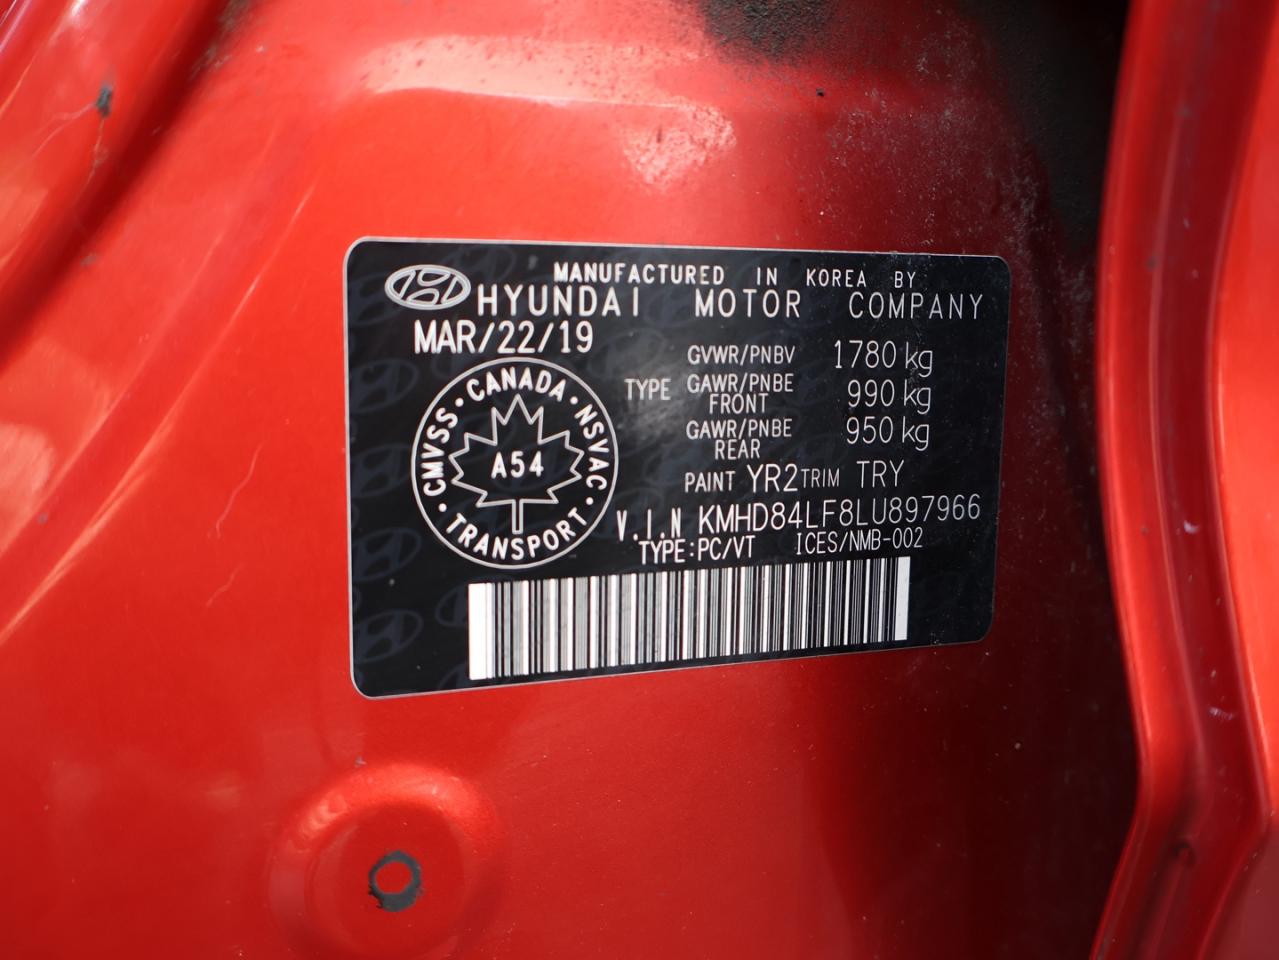 MANUFACTURED IN KOREA BY
HYUNDAI MOTOR COMPANY
MAR/22/19
GVWR/PNBV 1780 kg
TYPE GAWR/PNBE FRONT 990 kg
GAWR/PNBE REAR 950 kg
CMVSS · CANADA · NSVAC · TRANSPORT ·
A54
PAINT YR2 TRIM TRY
V.I.N KMHD84LF8LU897966
TYPE:PC/VT ICES/NMB-002